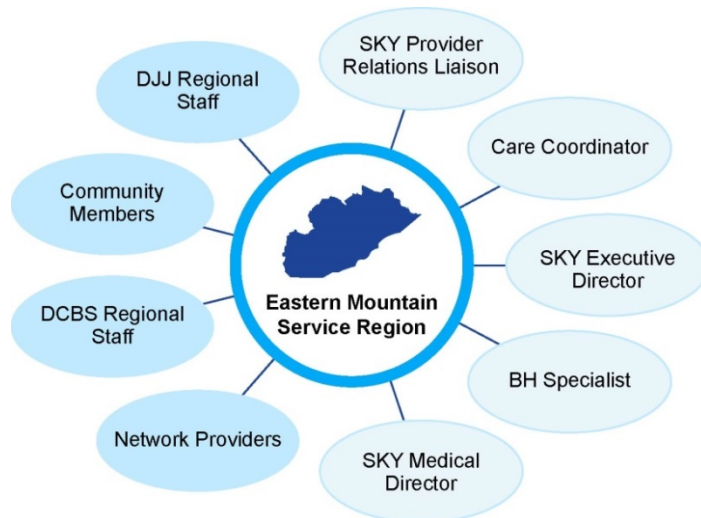 SKY Provider
Relations Liaison
DJJ Regional
Staff
Care Coordinator
Community
Members
SKY Executive
Director
Eastern Mountain
Service Region
DCBS Regional
Staff
BH Specialist
Network Providers
SKY Medical
Director